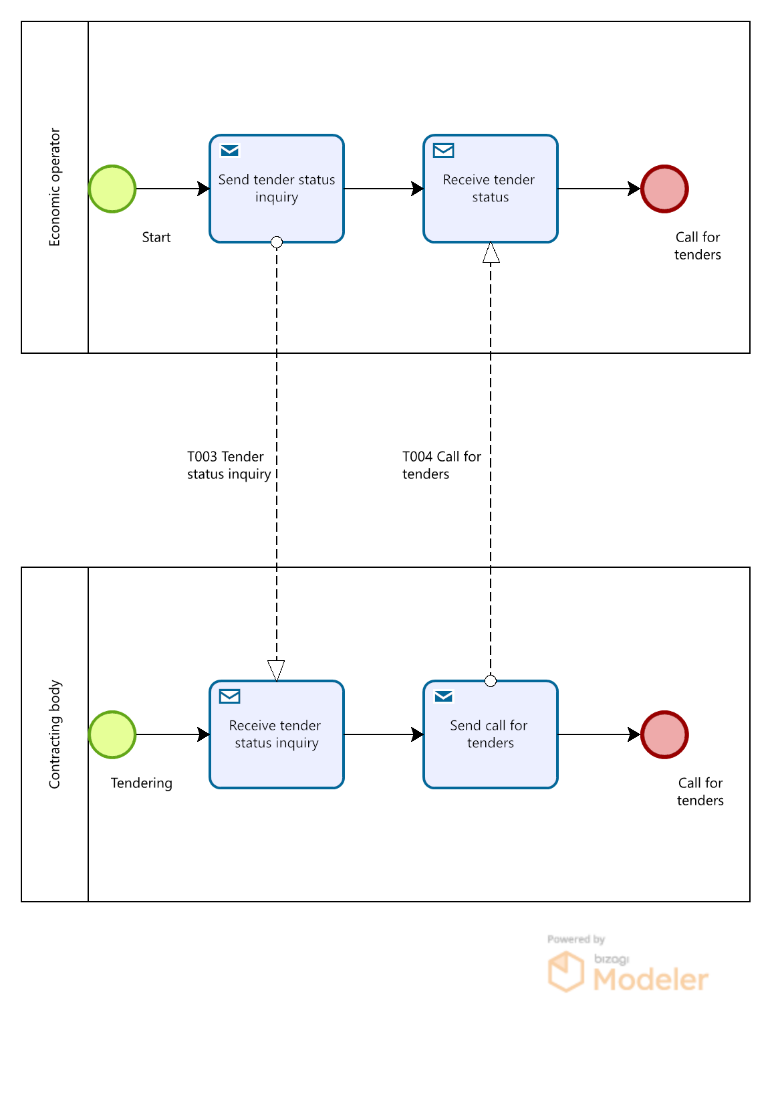 Economic operator
Send tender status
inquiry
Receive tender
status
Start
Call for
tenders
T003 Tender
status inquiry
T004 Call for
tenders
Contracting body
Receive tender
status inquiry
Send call for
tenders
Tendering
Call for
tenders
Powered by
bizagi
Modeler